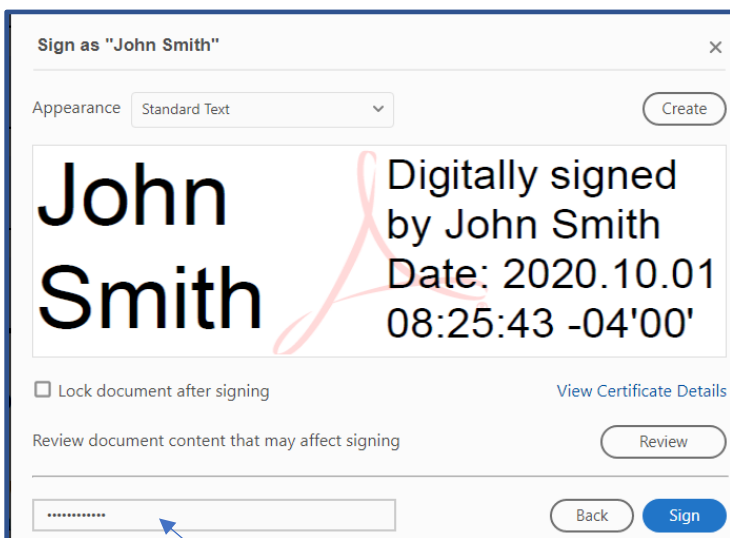 Sign as "John Smith"
Appearance Standard Text Create
John
Smith
Digitally signed
by John Smith
Date: 2020.10.01
08:25:43 -04'00'
Lock document after signing View Certificate Details
Review document content that may affect signing Review
•••••••••••• Back Sign